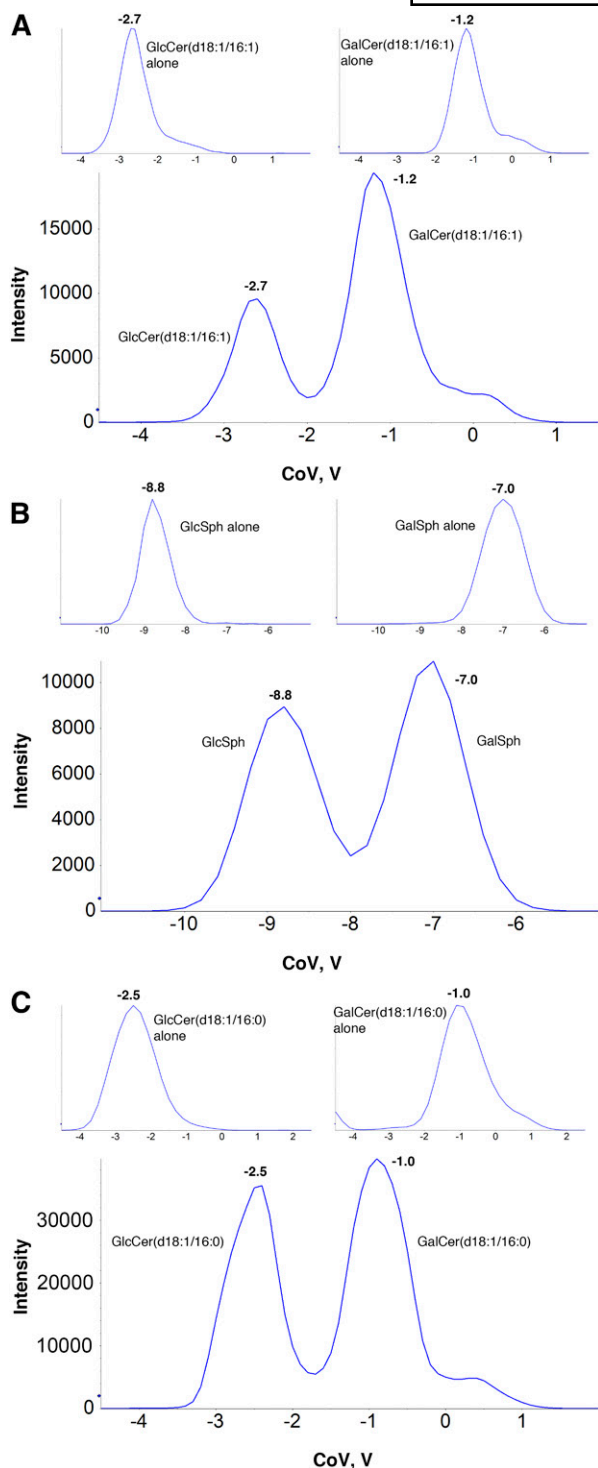 A
-2.7
GlcCer(d18:1/16:1)
alone
-4 -3 -2 -1 0 1
-1.2
GalCer(d18:1/16:1)
alone
-4 -3 -2 -1 0 1
Intensity
15000
10000
5000
0
-2.7
GlcCer(d18:1/16:1)
-1.2
GalCer(d18:1/16:1)
-4 -3 -2 -1 0 1
CoV, V
B
-8.8
GlcSph alone
-10 -9 -8 -7 -6
-7.0
GalSph alone
-10 -9 -8 -7 -6
Intensity
10000
8000
6000
4000
2000
0
-8.8
GlcSph
-7.0
GalSph
-10 -9 -8 -7 -6
CoV, V
C
-2.5
GlcCer(d18:1/16:0)
alone
-4 -3 -2 -1 0 1 2
-1.0
GalCer(d18:1/16:0)
alone
-4 -3 -2 -1 0 1 2
Intensity
30000
20000
10000
0
-2.5
GlcCer(d18:1/16:0)
-1.0
GalCer(d18:1/16:0)
-4 -3 -2 -1 0 1
CoV, V